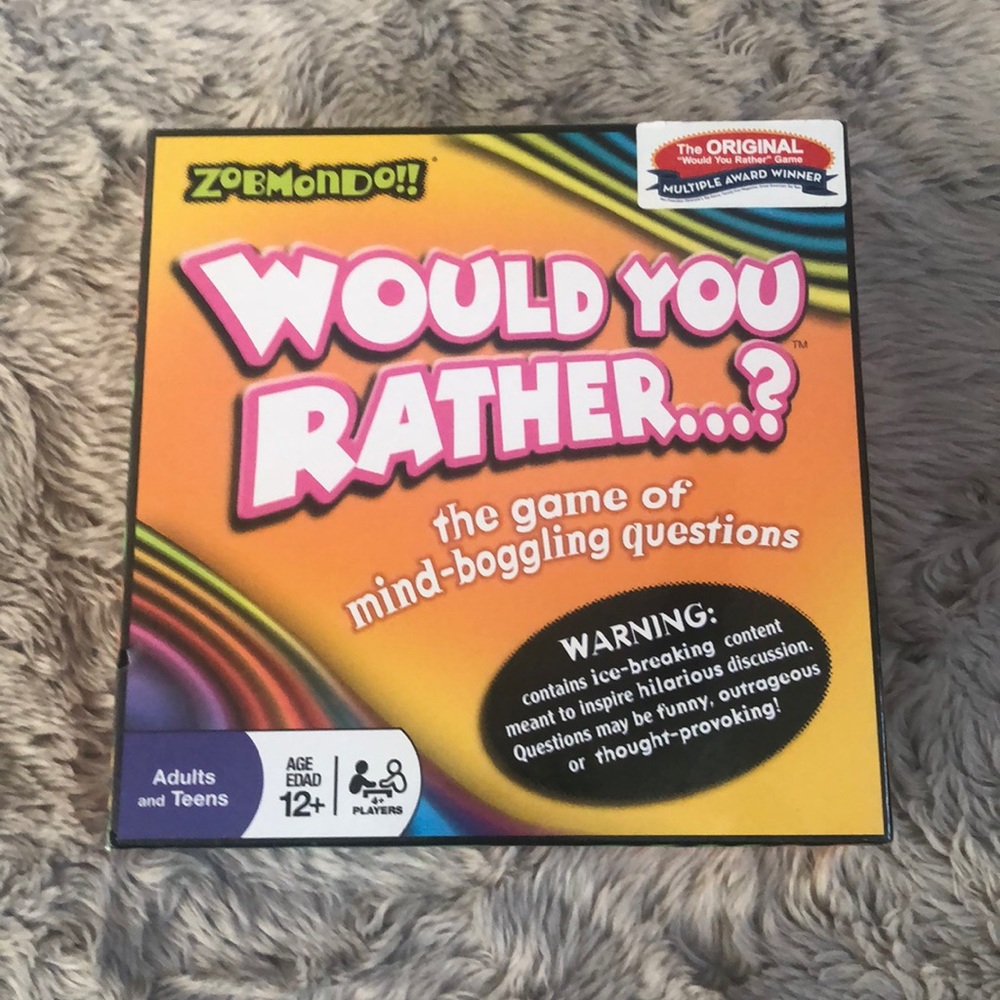 ZOBMONDO!!
The ORIGINAL
"Would You Rather" Game
MULTIPLE AWARD WINNER
WOULD YOU
RATHER...?™
the game of
mind-boggling questions
WARNING:
contains ice-breaking content
meant to inspire hilarious discussion.
Questions may be funny, outrageous
or thought-provoking!
Adults
and Teens
AGE
EDAD
12+
4+
PLAYERS